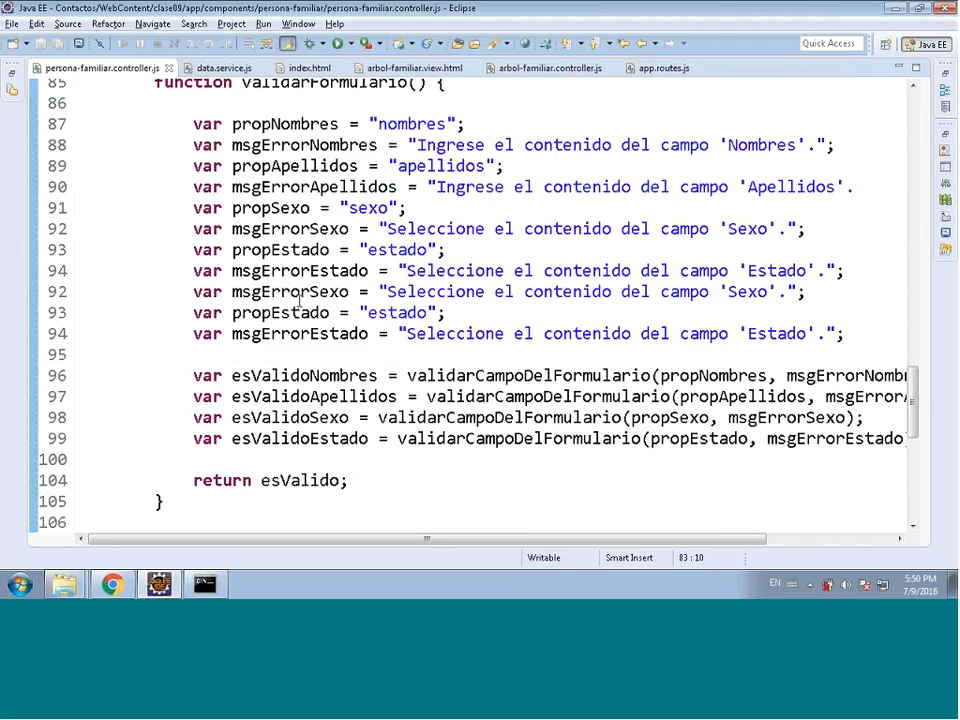 Java EE - Contactos/WebContent/clase09/app/components/persona-familiar/persona-familiar.controller.js - Eclipse
File Edit Source Refactor Navigate Search Project Run Window Help
Quick Access Java EE
persona-familiar.controller.js data.service.js index.html arbol-familiar.view.html arbol-familiar.controller.js app.routes.js
85 function validarFormulario() {
86
87 var propNombres = "nombres";
88 var msgErrorNombres = "Ingrese el contenido del campo 'Nombres'.";
89 var propApellidos = "apellidos";
90 var msgErrorApellidos = "Ingrese el contenido del campo 'Apellidos'.
91 var propSexo = "sexo";
92 var msgErrorSexo = "Seleccione el contenido del campo 'Sexo'.";
93 var propEstado = "estado";
94 var msgErrorEstado = "Seleccione el contenido del campo 'Estado'.";
92 var msgErrorSexo = "Seleccione el contenido del campo 'Sexo'.";
93 var propEstado = "estado";
94 var msgErrorEstado = "Seleccione el contenido del campo 'Estado'.";
95
96 var esValidoNombres = validarCampoDelFormulario(propNombres, msgErrorNombr
97 var esValidoApellidos = validarCampoDelFormulario(propApellidos, msgErrorA
98 var esValidoSexo = validarCampoDelFormulario(propSexo, msgErrorSexo);
99 var esValidoEstado = validarCampoDelFormulario(propEstado, msgErrorEstado)
100
104 return esValido;
105 }
106
Writable Smart Insert 83 : 10
EN 5:50 PM
7/9/2016